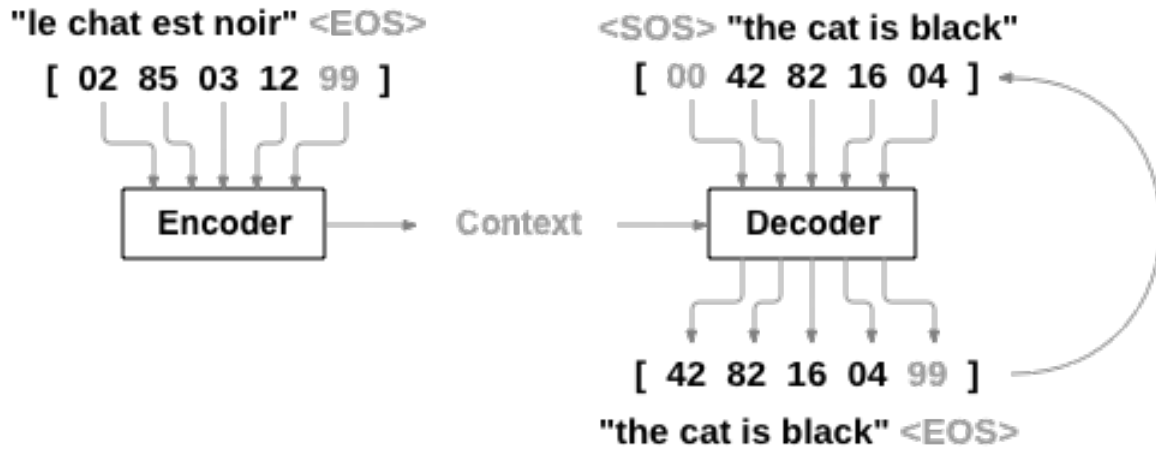 "le chat est noir" <EOS>
[ 02 85 03 12 99 ]
Encoder
Context
<SOS> "the cat is black"
[ 00 42 82 16 04 ]
Decoder
[ 42 82 16 04 99 ]
"the cat is black" <EOS>